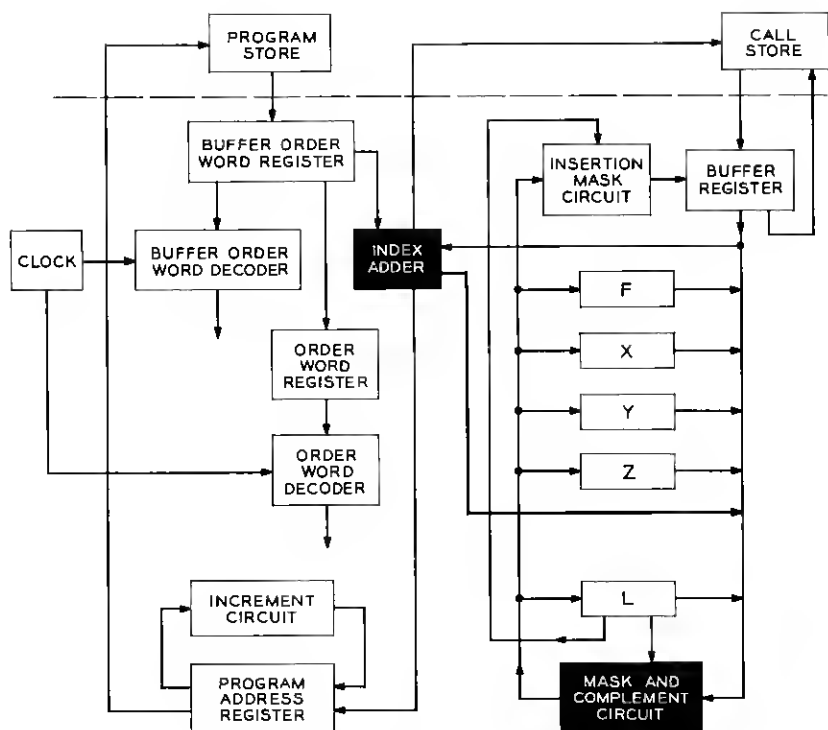 PROGRAM
STORE
CALL
STORE
BUFFER ORDER
WORD REGISTER
INSERTION
MASK
CIRCUIT
BUFFER
REGISTER
CLOCK
BUFFER ORDER
WORD DECODER
INDEX
ADDER
F
ORDER
WORD
REGISTER
X
Y
ORDER
WORD
DECODER
Z
INCREMENT
CIRCUIT
L
PROGRAM
ADDRESS
REGISTER
MASK AND
COMPLEMENT
CIRCUIT